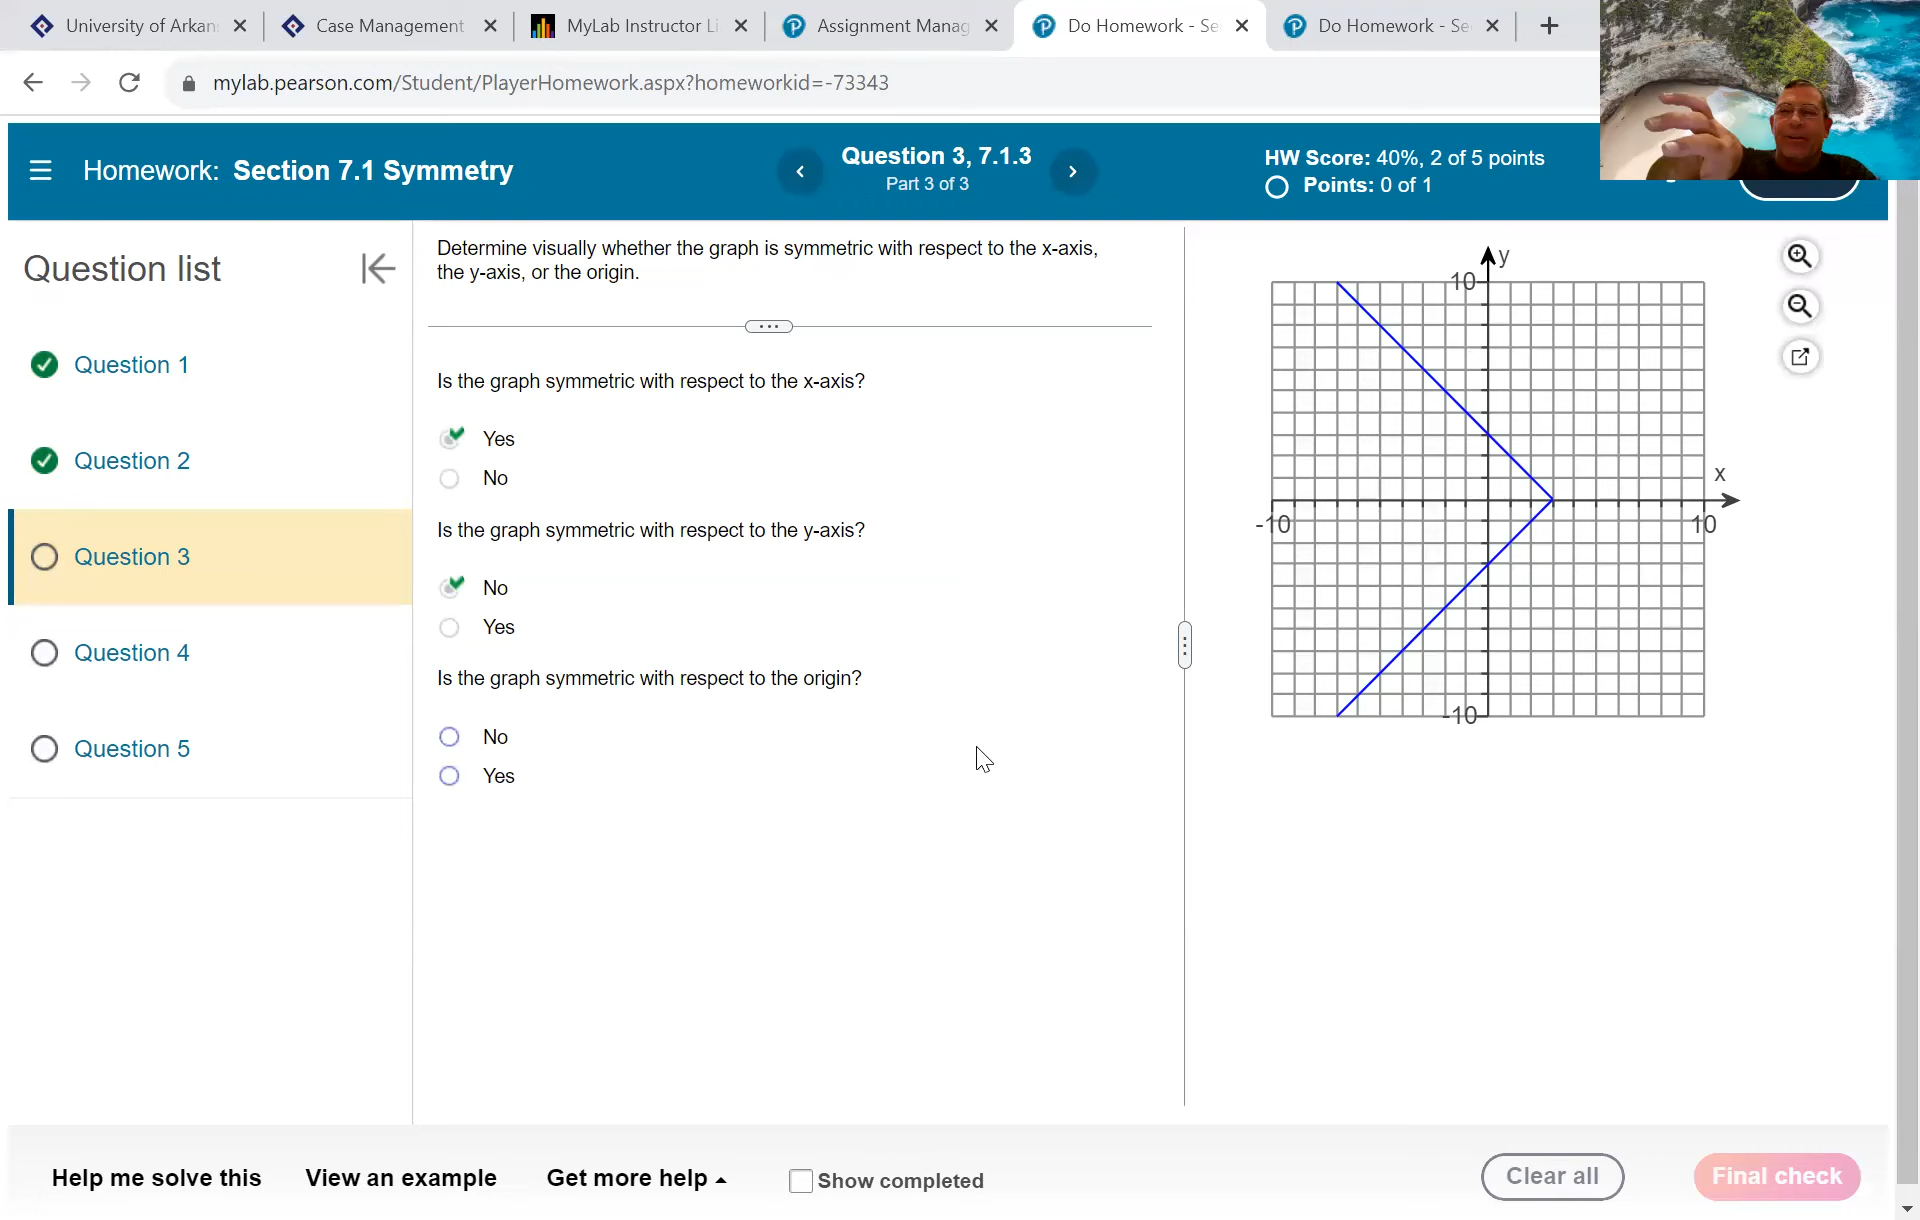 University of Arkan
Case Management
MyLab Instructor Li
Assignment Manag
Do Homework - Se
Do Homework - Se
mylab.pearson.com/Student/PlayerHomework.aspx?homeworkid=-73343
Homework: Section 7.1 Symmetry
Question 3, 7.1.3
Part 3 of 3
HW Score: 40%, 2 of 5 points
Points: 0 of 1
Question list
Question 1
Question 2
Question 3
Question 4
Question 5
Determine visually whether the graph is symmetric with respect to the x-axis,
the y-axis, or the origin.
Is the graph symmetric with respect to the x-axis?
Yes
No
Is the graph symmetric with respect to the y-axis?
No
Yes
Is the graph symmetric with respect to the origin?
No
Yes
y
10
x
-10
10
-10
Help me solve this
View an example
Get more help
Show completed
Clear all
Final check